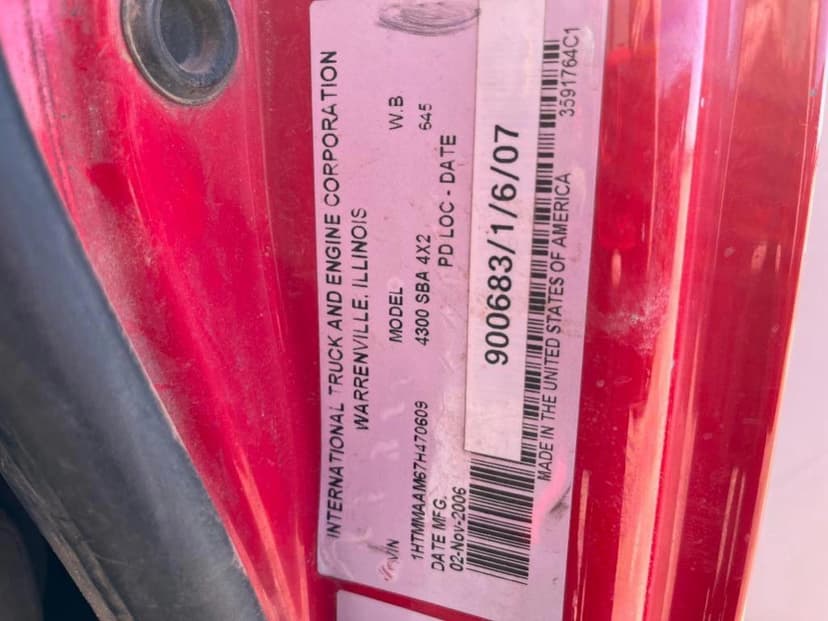 INTERNATIONAL TRUCK AND ENGINE CORPORATION
WARRENVILLE, ILLINOIS
VIN MODEL W.B
1HTMMAAM67H470609 4300 SBA 4X2 645
DATE MFG. PD LOC - DATE
02-Nov-2006
900683/1/6/07
MADE IN THE UNITED STATES OF AMERICA 3591764C1